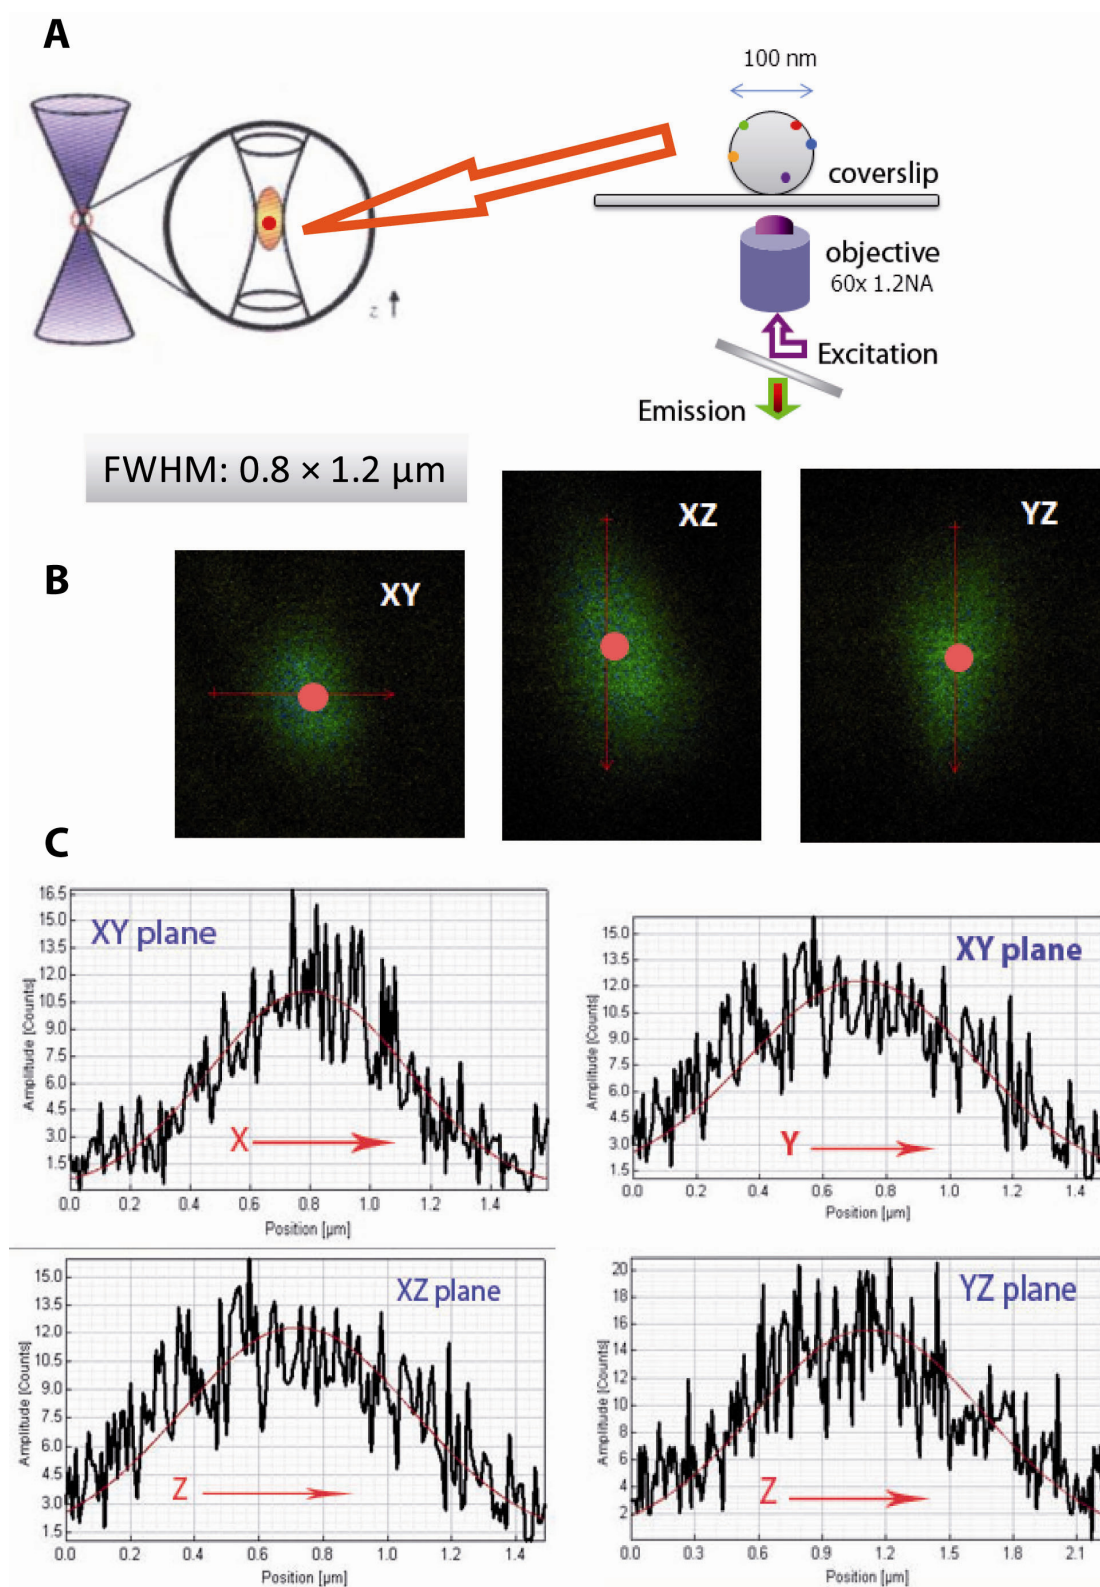 A
100 nm
coverslip
objective
60x 1.2NA
z
Excitation
Emission
FWHM: 0.8 × 1.2 µm
B
XY
XZ
YZ
C
XY plane
Amplitude [Counts]
16.5
15.0
13.5
12.0
10.5
9.0
7.5
6.0
4.5
3.0
1.5
X
0.0 0.2 0.4 0.6 0.8 1.0 1.2 1.4
Position [µm]
XY plane
Amplitude [Counts]
15.0
13.5
12.0
10.5
9.0
7.5
6.0
4.5
3.0
1.5
Y
0.0 0.2 0.4 0.6 0.8 1.0 1.2 1.4
Position [µm]
XZ plane
Amplitude [Counts]
15.0
13.5
12.0
10.5
9.0
7.5
6.0
4.5
3.0
1.5
Z
0.0 0.2 0.4 0.6 0.8 1.0 1.2 1.4
Position [µm]
YZ plane
Amplitude [Counts]
20
18
16
14
12
10
8
6
4
2
Z
0.0 0.3 0.6 0.9 1.2 1.5 1.8 2.1
Position [µm]